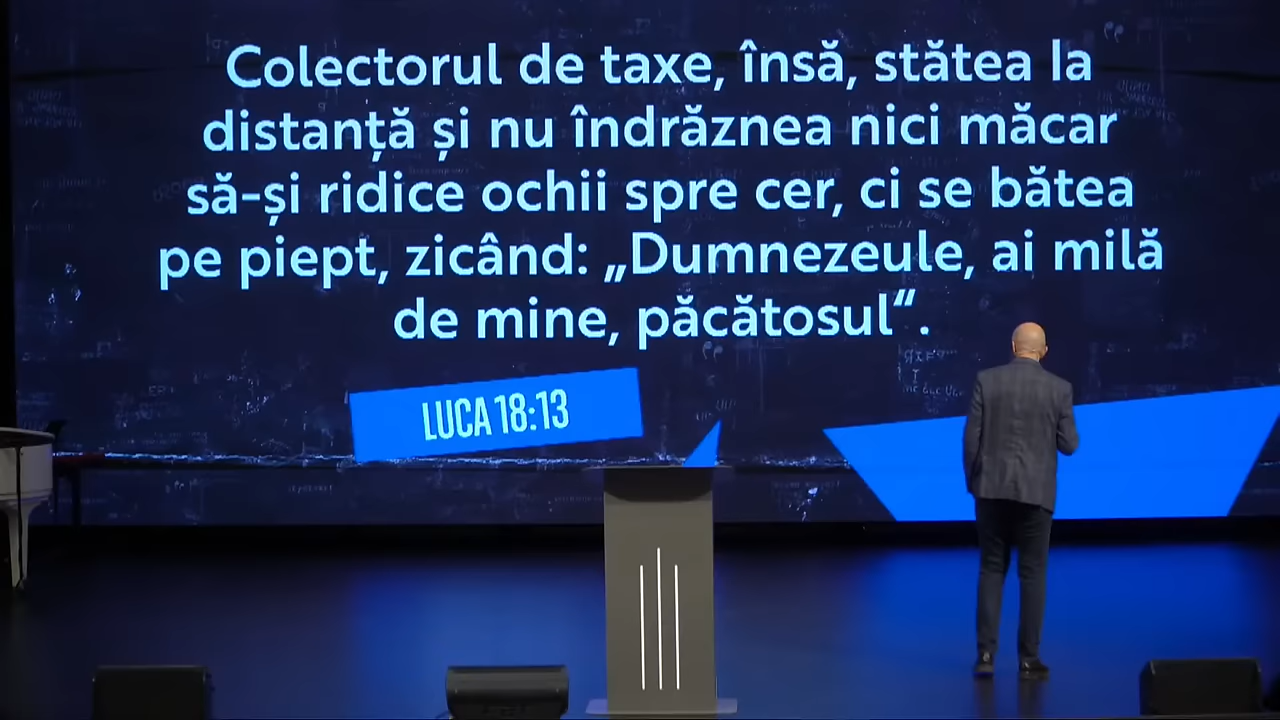 Colectorul de taxe, însă, stătea la
distanță și nu îndrăznea nici măcar
să-și ridice ochii spre cer, ci se bătea
pe piept, zicând: „Dumnezeule, ai milă
de mine, păcătosul”.
LUCA 18:13